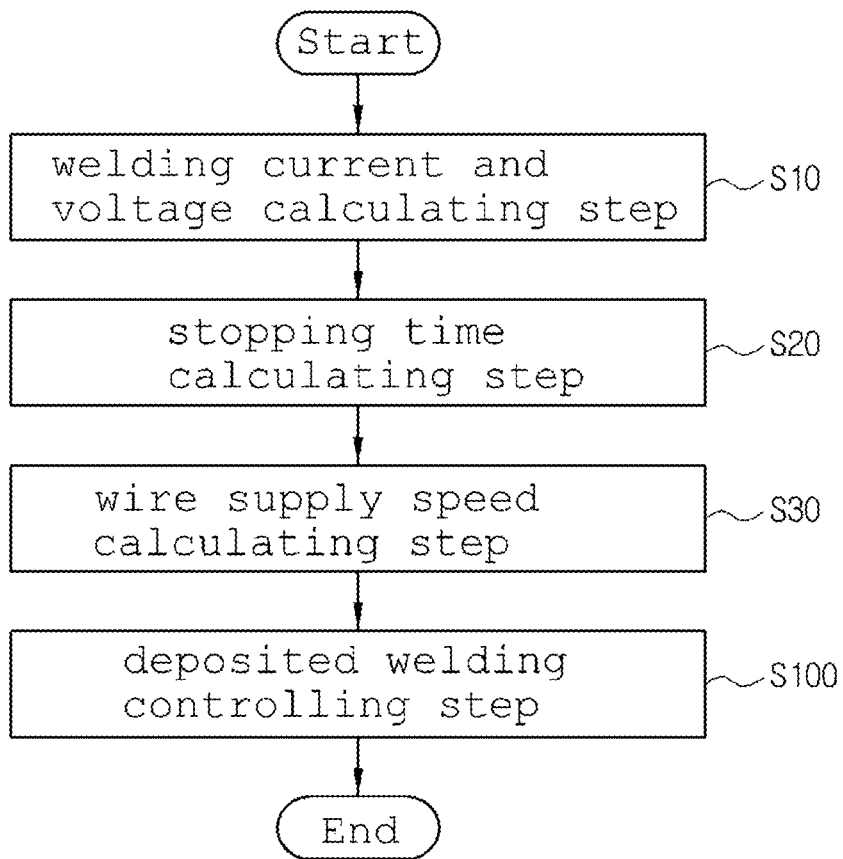 Start
welding current and
voltage calculating step
S10
stopping time
calculating step
S20
wire supply speed
calculating step
S30
deposited welding
controlling step
S100
End